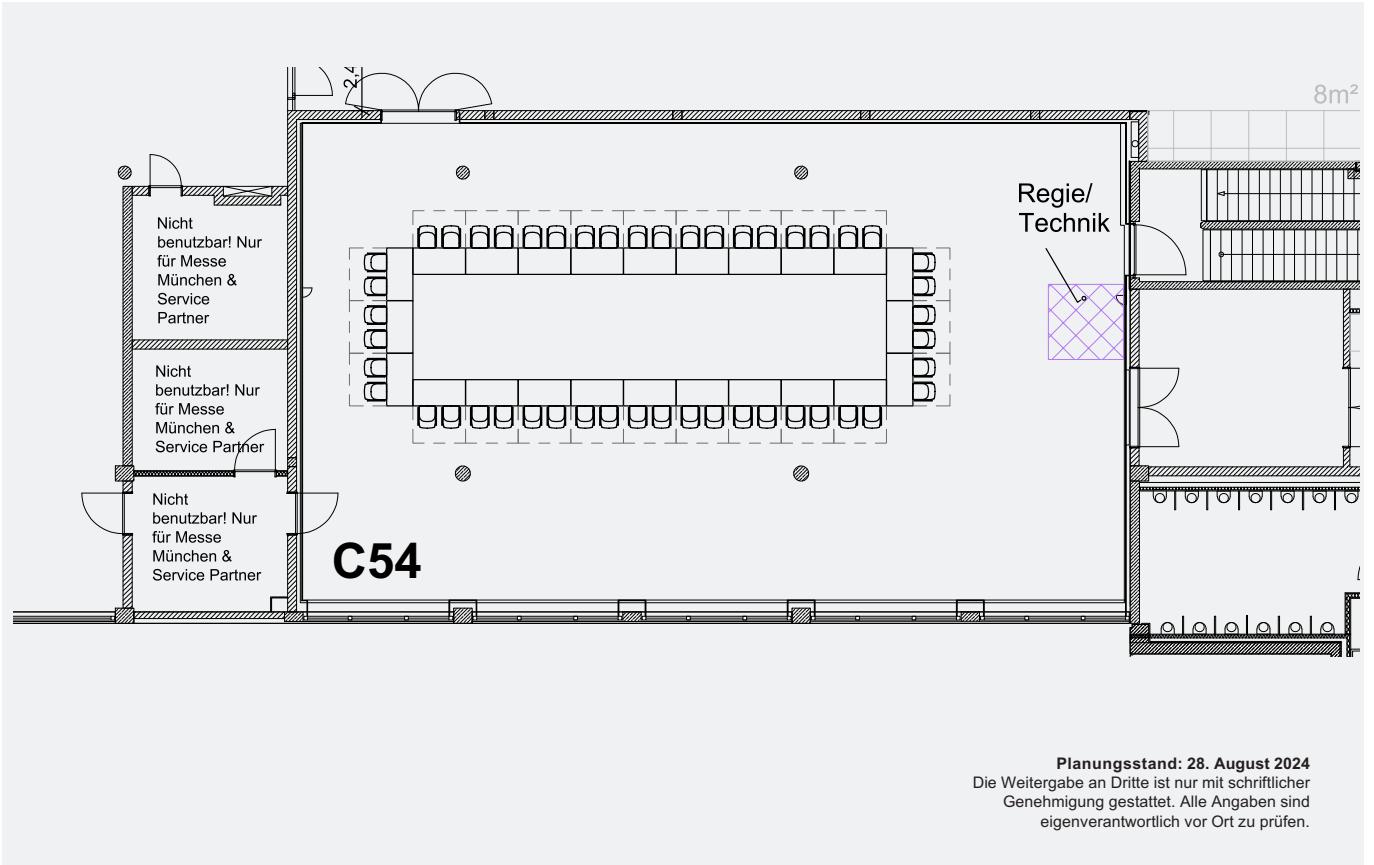 2,4
8m²
Regie/
Technik
Nicht
benutzbar! Nur
für Messe
München &
Service
Partner
Nicht
benutzbar! Nur
für Messe
München &
Service Partner
Nicht
benutzbar! Nur
für Messe
München &
Service Partner
C54
Planungsstand: 28. August 2024
Die Weitergabe an Dritte ist nur mit schriftlicher
Genehmigung gestattet. Alle Angaben sind
eigenverantwortlich vor Ort zu prüfen.